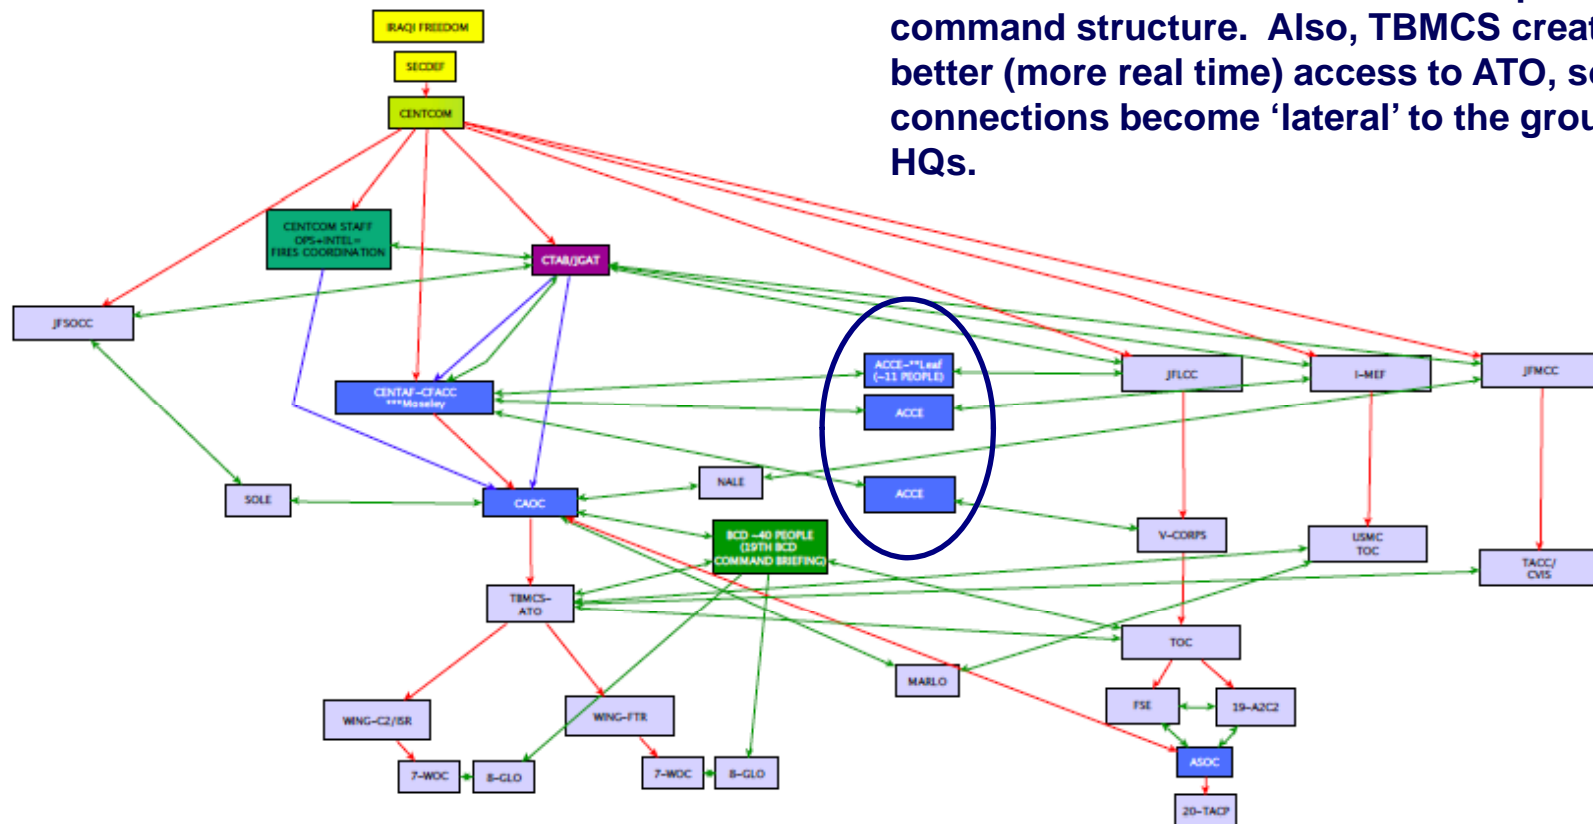 command structure. Also, TBMCS creat
better (more real time) access to ATO, s
connections become ‘lateral’ to the grou
HQs.
IRAQI FREEDOM
SECDEF
CENTCOM
CENTCOM STAFF
OPS+INTEL=
FIRES COORDINATION
CTAB/JGAT
JFSOCC
ACCE-**Leaf
(~11 PEOPLE)
JFLCC
I-MEF
JFMCC
CENTAF-CFACC
***Moseley
ACCE
SOLE
CAOC
NALE
ACCE
BCD ~40 PEOPLE
(19TH BCD
COMMAND BRIEFING)
V-CORPS
USMC
TOC
TACC/
CVIS
TBMCS-
ATO
TOC
MARLO
WING-C2/ISR
WING-FTR
FSE
19-A2C2
7-WOC
8-GLO
7-WOC
8-GLO
ASOC
20-TACP